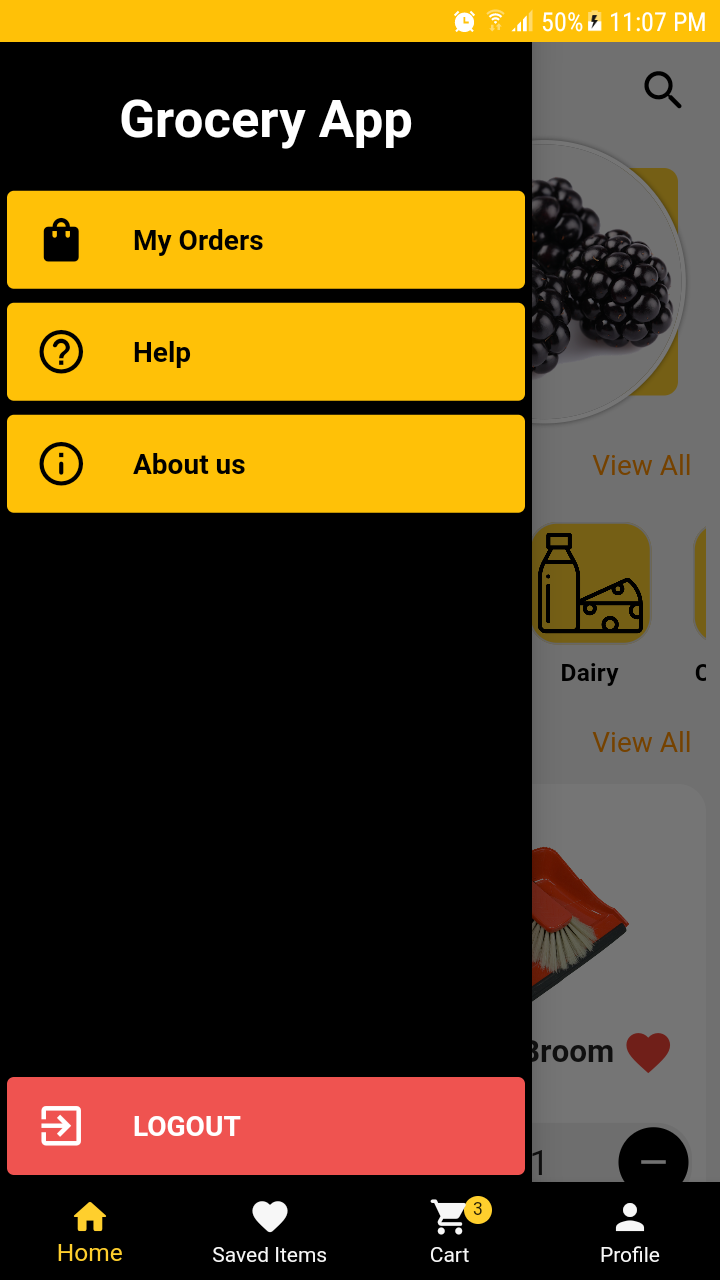 50% 11:07 PM
Grocery App
My Orders
Help
About us
View All
Dairy
View All
Broom
1
LOGOUT
3
Home
Saved Items
Cart
Profile